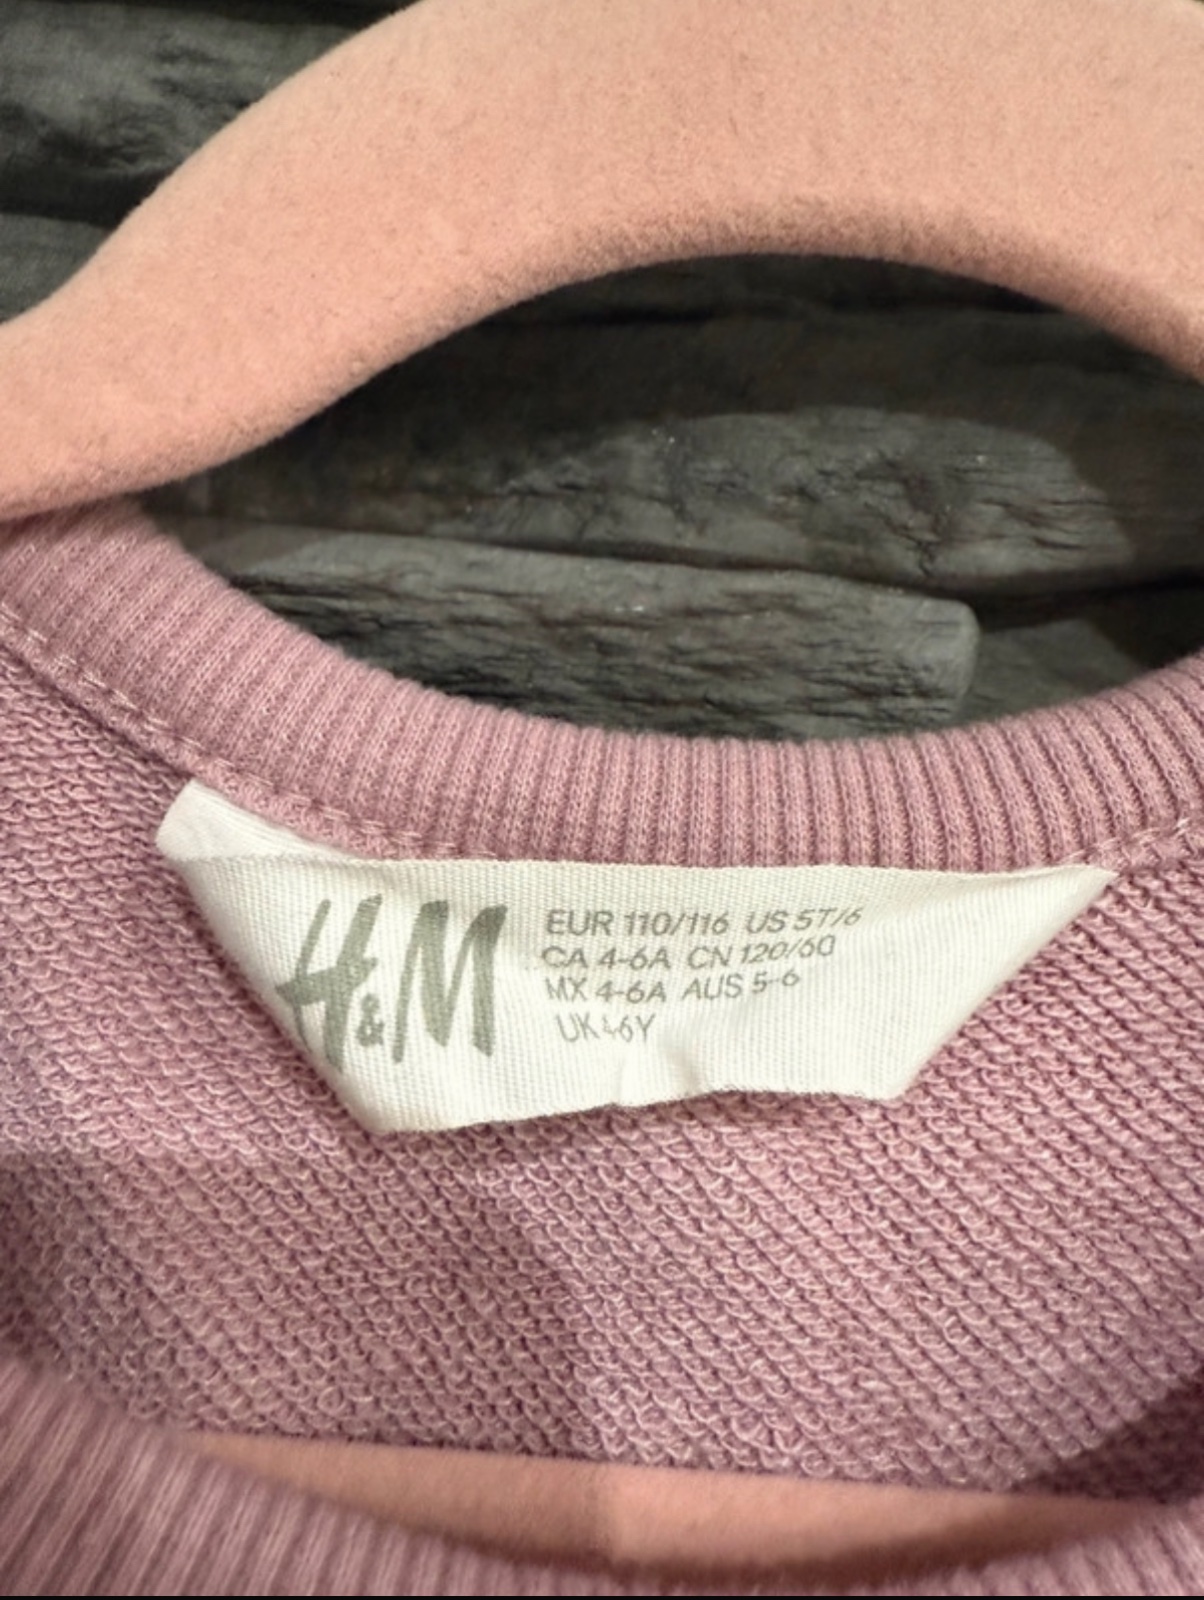 H&M
EUR 110/116 US 5T/6
CA 4-6A CN 120/60
MX 4-6A AUS 5-6
UK 4-6Y